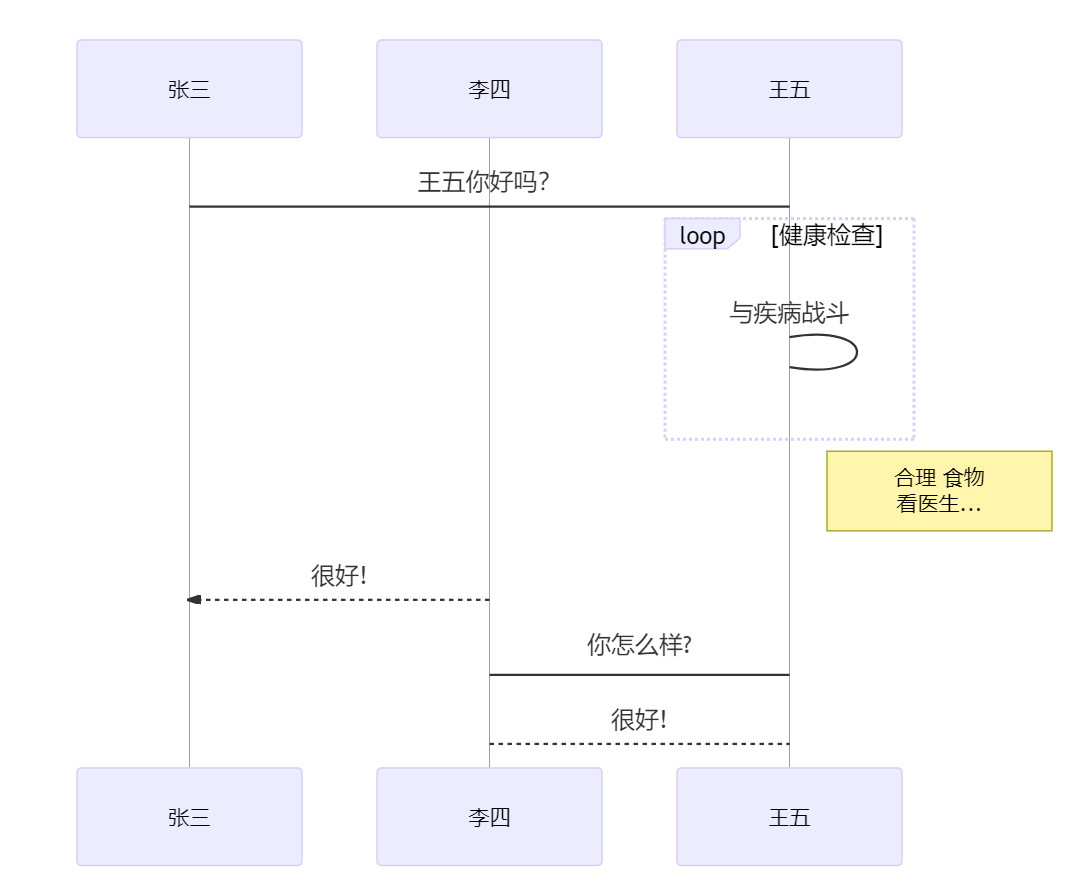 张三
李四
王五
王五你好吗？
loop
[健康检查]
与疾病战斗
合理 食物
看医生...
很好!
你怎么样?
很好!
张三
李四
王五